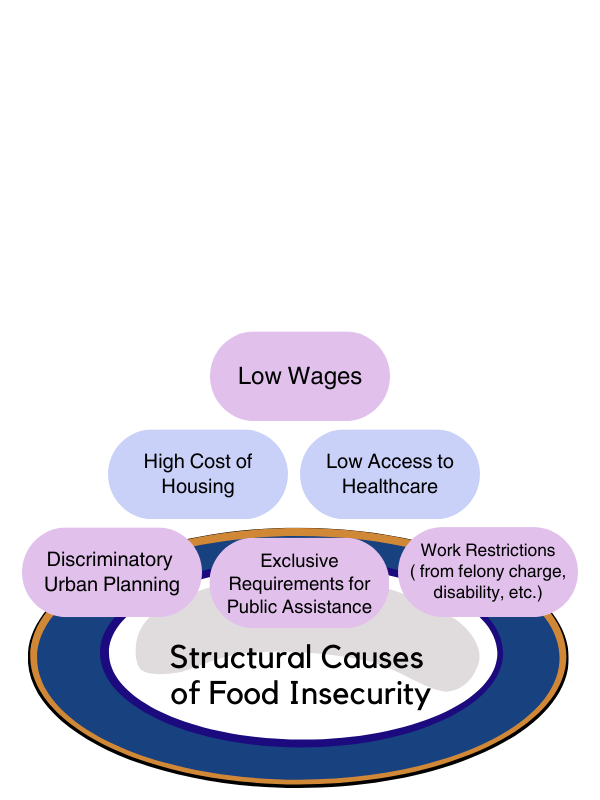 Low Wages
High Cost of
Housing
Low Access to
Healthcare
Discriminatory
Urban Planning
Exclusive
Requirements for
Public Assistance
Work Restrictions
( from felony charge,
disability, etc.)
Structural Causes
of Food Insecurity